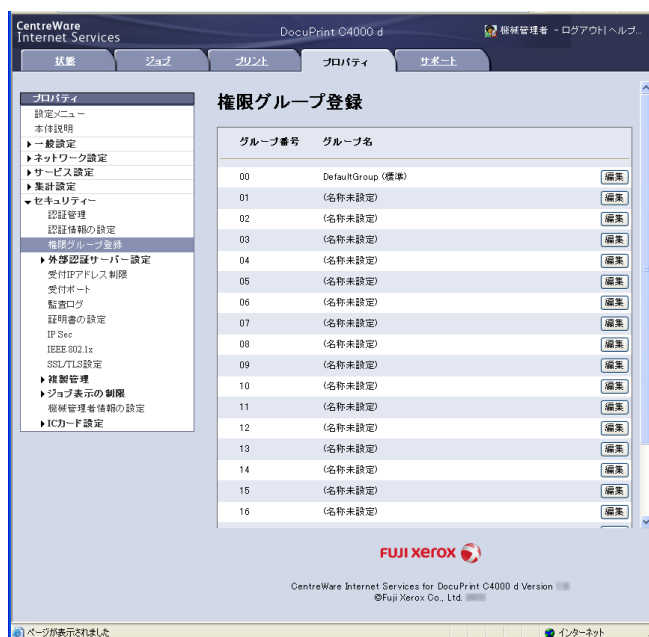 CentreWare
Internet Services
DocuPrint C4000 d
機械管理者 - ログアウト|ヘルプ...
状態
ジョブ
プリント
プロパティ
サポート
プロパティ
設定メニュー
本体説明
一般設定
ネットワーク設定
サービス設定
集計設定
セキュリティー
認証管理
認証情報の設定
権限グループ登録
外部認証サーバー設定
受付IPアドレス制限
受付ポート
監査ログ
証明書の設定
IP Sec
IEEE 802.1x
SSL/TLS設定
複製管理
ジョブ表示の制限
機械管理者情報の設定
ICカード設定
権限グループ登録
グループ番号 グループ名
00 DefaultGroup (標準) 編集
01 (名称未設定) 編集
02 (名称未設定) 編集
03 (名称未設定) 編集
04 (名称未設定) 編集
05 (名称未設定) 編集
06 (名称未設定) 編集
07 (名称未設定) 編集
08 (名称未設定) 編集
09 (名称未設定) 編集
10 (名称未設定) 編集
11 (名称未設定) 編集
12 (名称未設定) 編集
13 (名称未設定) 編集
14 (名称未設定) 編集
15 (名称未設定) 編集
16 (名称未設定) 編集
FUJI XEROX
CentreWare Internet Services for DocuPrint C4000 d Version
©Fuji Xerox Co., Ltd.
ページが表示されました
インターネット